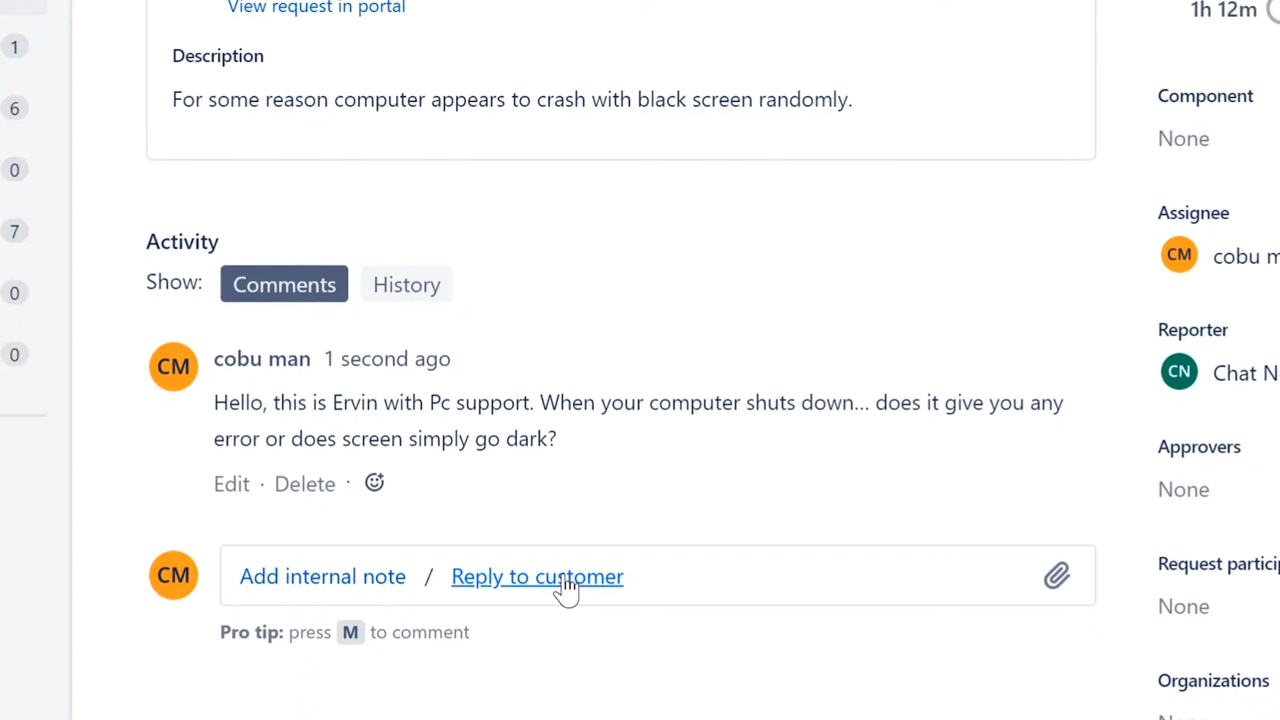 View request in portal
1h 12m
1
Description
Component
For some reason computer appears to crash with black screen randomly.
6
None
0
Assignee
7
Activity
CM cobu
Show: Comments History
0
Reporter
0
CM cobu man 1 second ago
CN Chat
Hello, this is Ervin with Pc support. When your computer shuts down... does it give you any
error or does screen simply go dark?
Approvers
Edit · Delete ·
None
CM Add internal note / Reply to customer
Request
None
Pro tip: press M to comment
Organizations